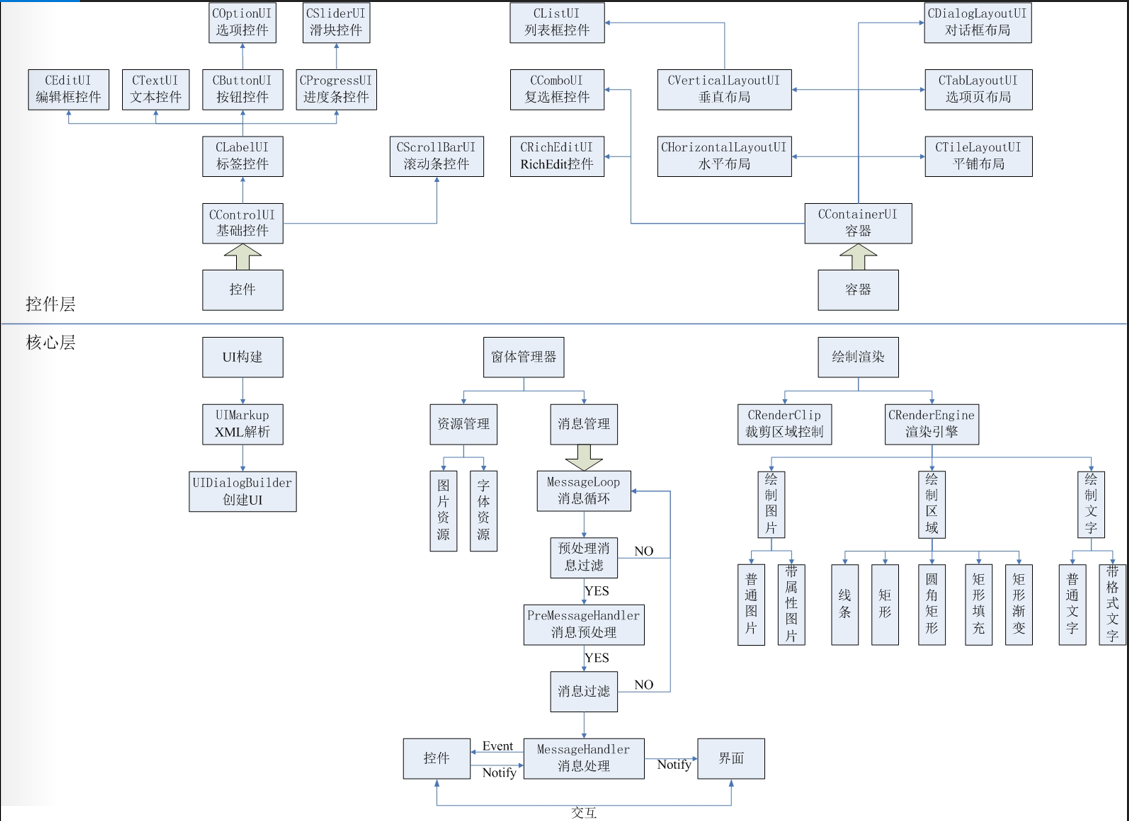 COptionUI
选项控件
CSliderUI
滑块控件
CListUI
列表框控件
CDialogLayoutUI
对话框布局
CEditUI
编辑框控件
CTextUI
文本控件
CButtonUI
按钮控件
CProgressUI
进度条控件
CComboUI
复选框控件
CVerticalLayoutUI
垂直布局
CTabLayoutUI
选项页布局
CLabelUI
标签控件
CScrollBarUI
滚动条控件
CRichEditUI
RichEdit控件
CHorizontalLayoutUI
水平布局
CTileLayoutUI
平铺布局
CControlUI
基础控件
CContainerUI
容器
控件
容器
控件层
核心层
UI构建
窗体管理器
绘制渲染
UIMarkup
XML解析
资源管理
消息管理
CRenderClip
裁剪区域控制
CRenderEngine
渲染引擎
UIDialogBuilder
创建UI
图片资源
字体资源
MessageLoop
消息循环
绘制图片
绘制区域
绘制文字
预处理消
息过滤
NO
YES
普通图片
带属性图片
线条
矩形
圆角矩形
矩形填充
矩形渐变
普通文字
带格式文字
PreMessageHandler
消息预处理
YES
消息过滤
NO
控件
Event
Notify
MessageHandler
消息处理
Notify
界面
交互